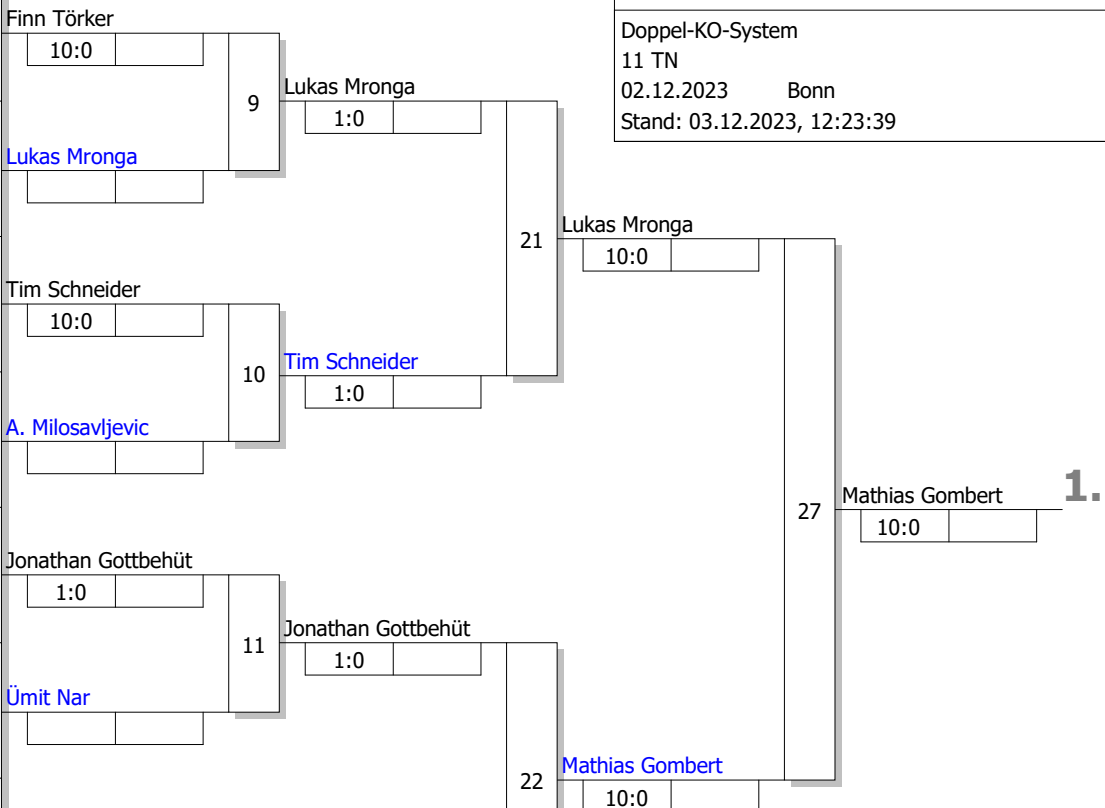 Finn Törker
10:0
Doppel-KO-System
11 TN
02.12.2023 Bonn
Stand: 03.12.2023, 12:23:39
9
Lukas Mronga
1:0
Lukas Mronga
21
Lukas Mronga
10:0
Tim Schneider
10:0
10
Tim Schneider
1:0
A. Milosavljevic
27
Mathias Gombert
1.
10:0
Jonathan Gottbehüt
1:0
11
Jonathan Gottbehüt
1:0
Ümit Nar
22
Mathias Gombert
10:0